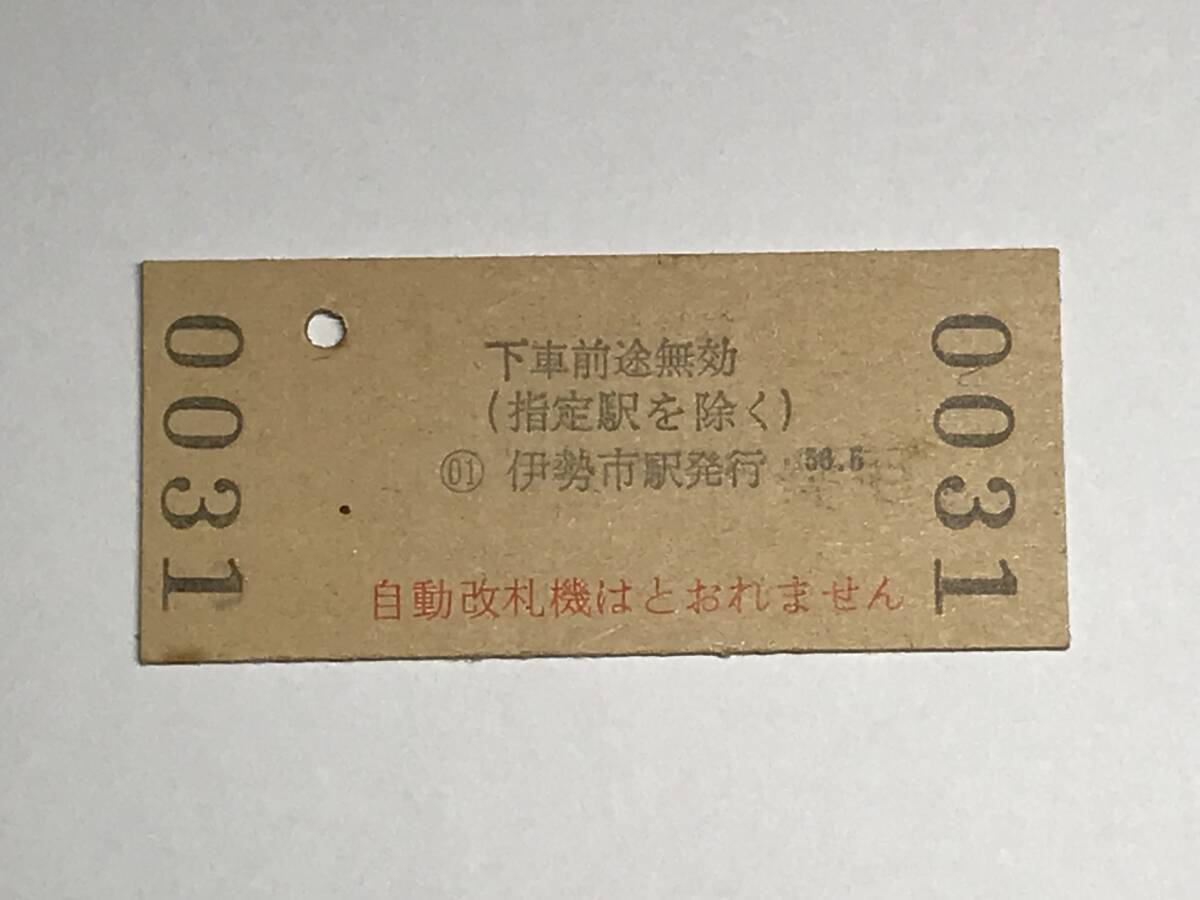 0031
下車前途無効
(指定駅を除く)
㊀ 伊勢市駅発行
自動改札機はとおれません
0031